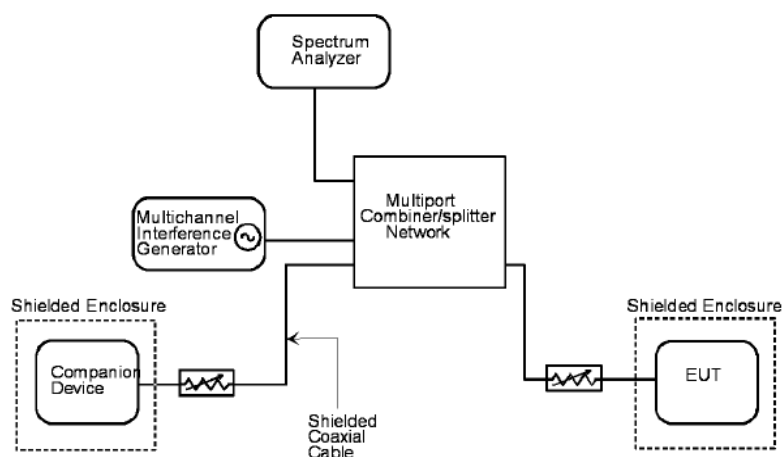 Spectrum
Analyzer
Multiport
Combiner/splitter
Network
Multichannel
Interference
Generator
Shielded Enclosure
Companion
Device
Shielded
Coaxial
Cable
Shielded Enclosure
EUT